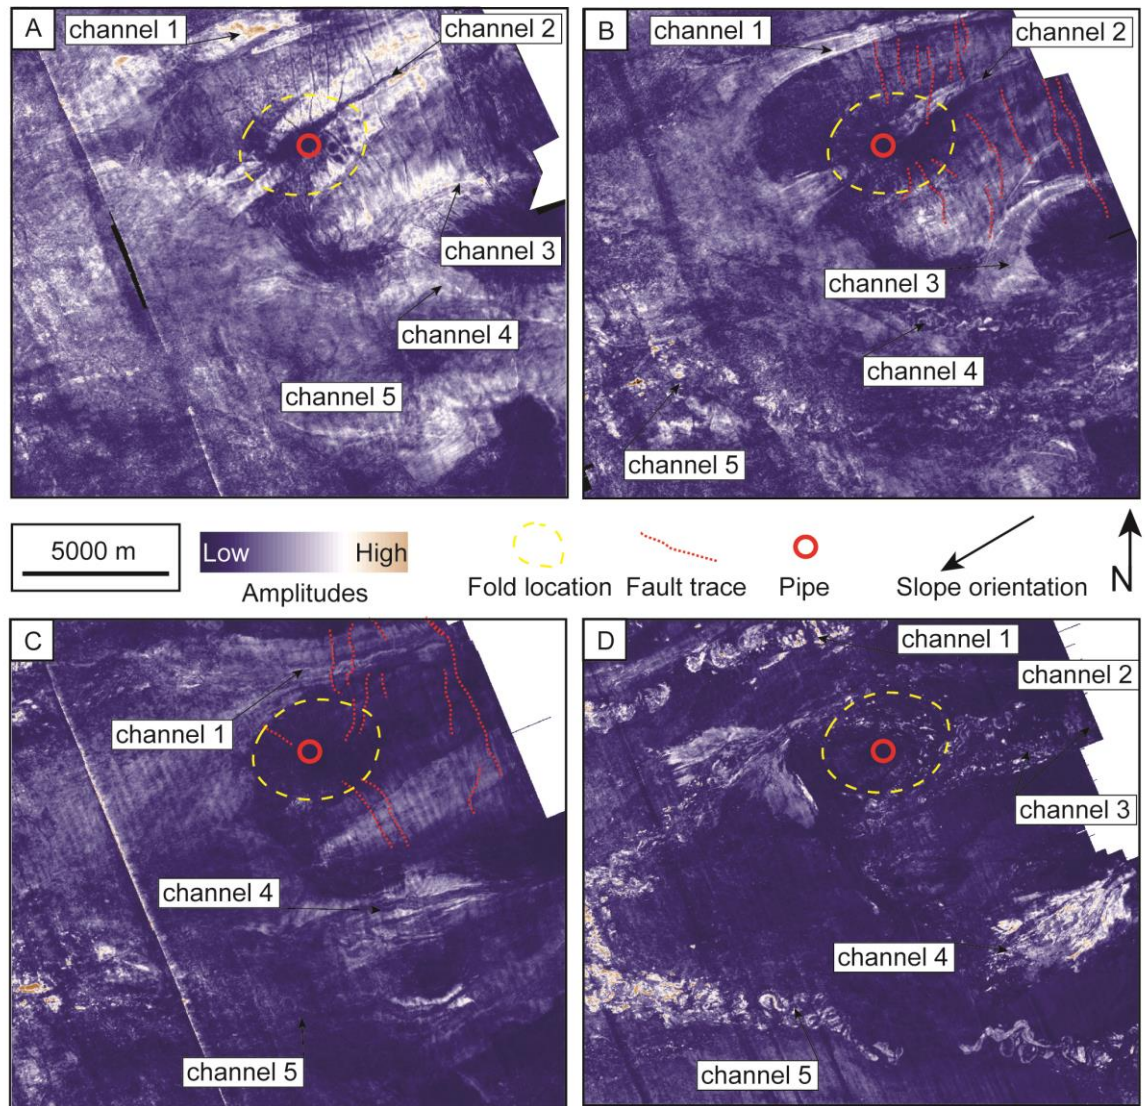 A
channel 1
channel 2
channel 3
channel 4
channel 5
B
channel 1
channel 2
channel 3
channel 4
channel 5
5000 m
Low
High
Amplitudes
Fold location
Fault trace
Pipe
Slope orientation
N
C
channel 1
channel 4
channel 5
D
channel 1
channel 2
channel 3
channel 4
channel 5